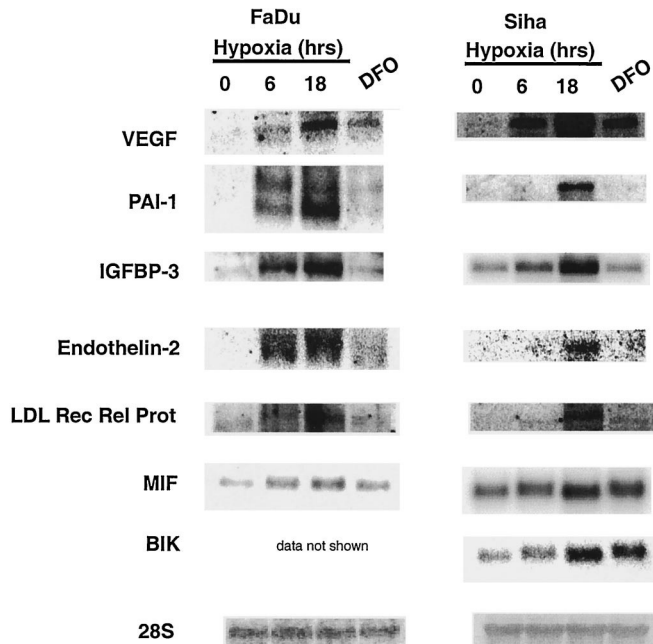 FaDu
Siha
Hypoxia (hrs)
Hypoxia (hrs)
0 6 18 DFO
0 6 18 DFO
VEGF
PAI-1
IGFBP-3
Endothelin-2
LDL Rec Rel Prot
MIF
BIK
data not shown
28S